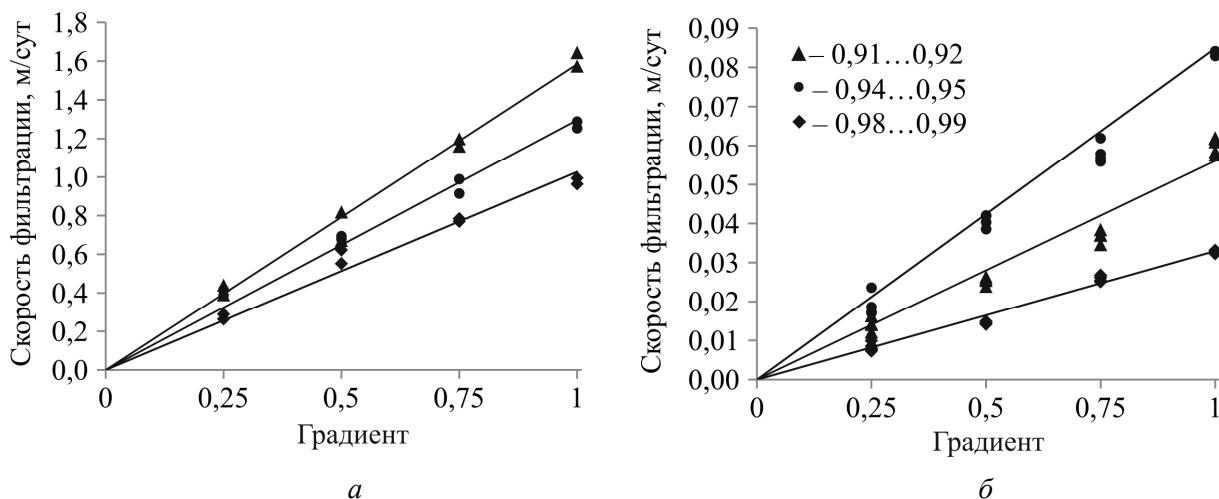 Скорость фильтрации, м/сут
1,8
1,6
1,4
1,2
1,0
0,8
0,6
0,4
0,2
0,0
0 0,25 0,5 0,75 1
Градиент
а
Скорость фильтрации, м/сут
0,09
0,08
0,07
0,06
0,05
0,04
0,03
0,02
0,01
0,00
– 0,91…0,92
– 0,94…0,95
– 0,98…0,99
0 0,25 0,5 0,75 1
Градиент
б